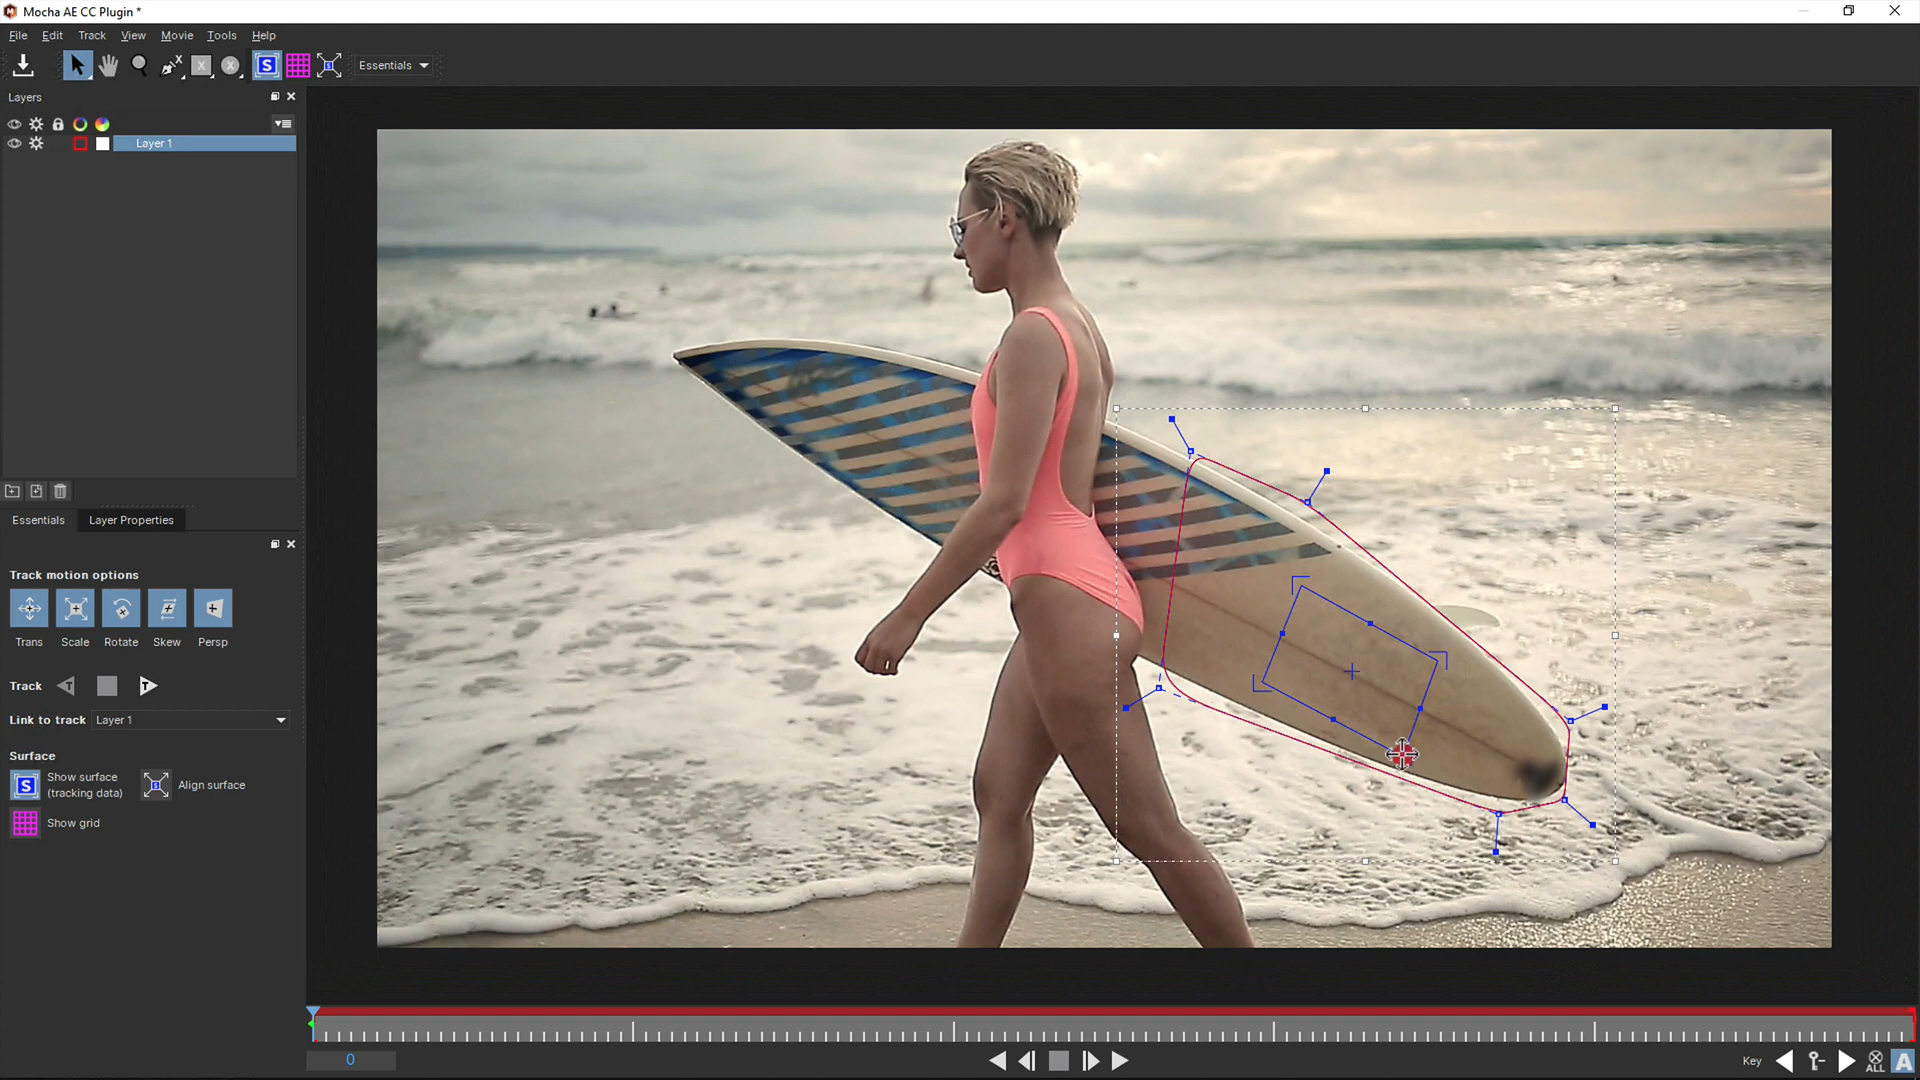 Mocha AE CC Plugin *
File Edit Track View Movie Tools Help
S Essentials
Layers
Layer 1
Essentials Layer Properties
Track motion options
Trans Scale Rotate Skew Persp
Track T T
Link to track Layer 1
Surface
Show surface
(tracking data)
Align surface
Show grid
0
Key
ALL
A